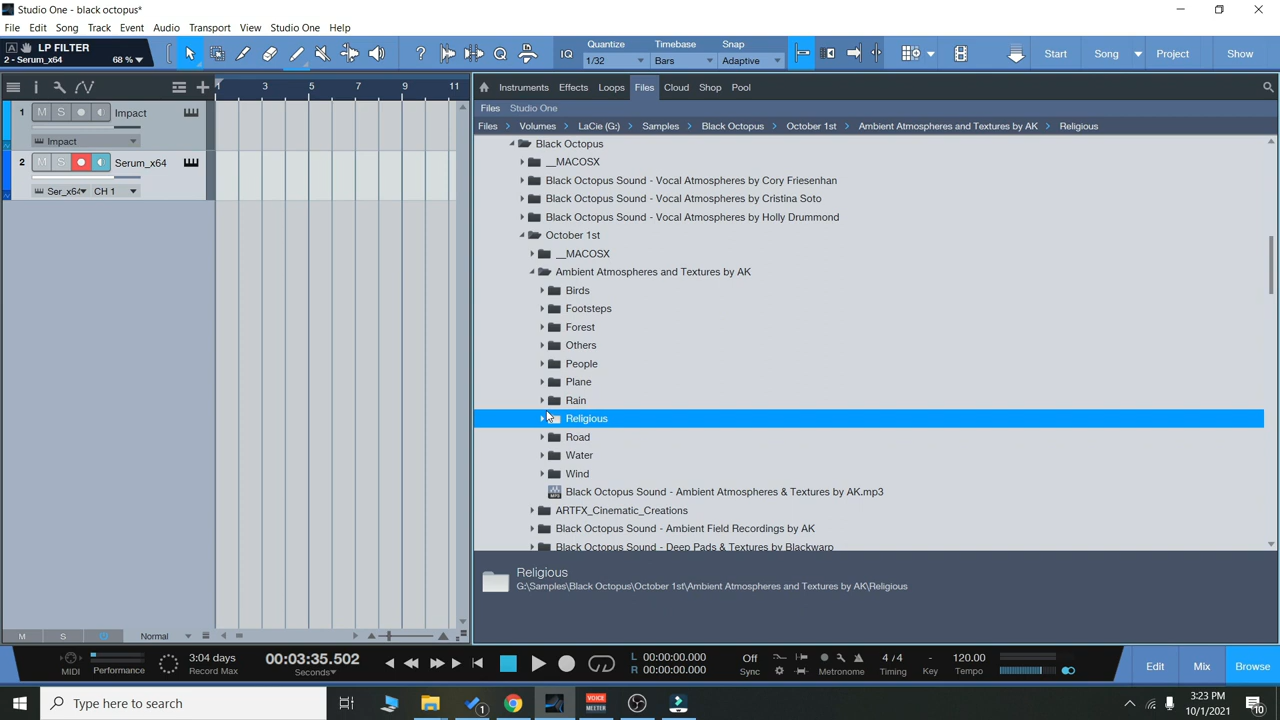 Studio One - black octopus*
File Edit Song Track Event Audio Transport View Studio One Help
A LP FILTER
2 - Serum_x64 68 %
IQ
Quantize Timebase Snap
1/32 Bars Adaptive
Start Song Project Show
1 3 5 7 9 11
Instruments Effects Loops Files Cloud Shop Pool
Files Studio One
Files Volumes LaCie (G:) Samples Black Octopus October 1st Ambient Atmospheres and Textures by AK Religious
1 M S Impact
Impact
2 M S Serum_x64
Ser_x64 CH 1
Black Octopus
__MACOSX
Black Octopus Sound - Vocal Atmospheres by Cory Friesenhan
Black Octopus Sound - Vocal Atmospheres by Cristina Soto
Black Octopus Sound - Vocal Atmospheres by Holly Drummond
October 1st
__MACOSX
Ambient Atmospheres and Textures by AK
Birds
Footsteps
Forest
Others
People
Plane
Rain
Religious
Road
Water
Wind
Black Octopus Sound - Ambient Atmospheres & Textures by AK.mp3
ARTFX_Cinematic_Creations
Black Octopus Sound - Ambient Field Recordings by AK
Black Octopus Sound - Deep Pads & Textures by Blackwarp
Religious
G:\Samples\Black Octopus\October 1st\Ambient Atmospheres and Textures by AK\Religious
M S Normal
MIDI Performance
3:04 days
Record Max
00:03:35.502
Seconds
L 00:00:00.000
R 00:00:00.000
Off
Sync
Metronome
4 / 4
Timing
-
Key
120.00
Tempo
Edit Mix Browse
Type here to search
1
VOICE MEETER
3:23 PM
10/1/2021
10